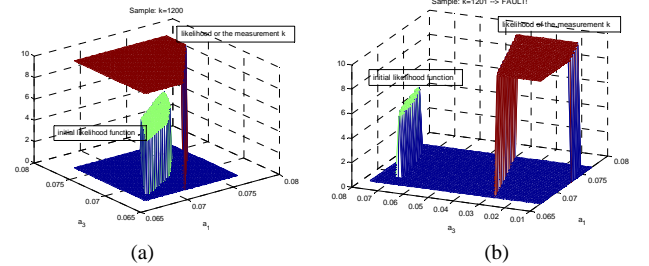 Sample: k=1200
likelihood or the measurement k
10
8
6
4
2
0
initial likelihood function
0.08
0.075
0.07
0.065
a3
0.065
0.07
0.075
0.08
a1
(a)
Sample: k=1201 --> FAULT!
likelihood of the measurement k
initial likelihood function
10
8
6
4
2
0
0.08
0.07
0.06
0.05
0.04
0.03
0.02
0.01
a3
0.065
0.07
0.075
0.08
a1
(b)